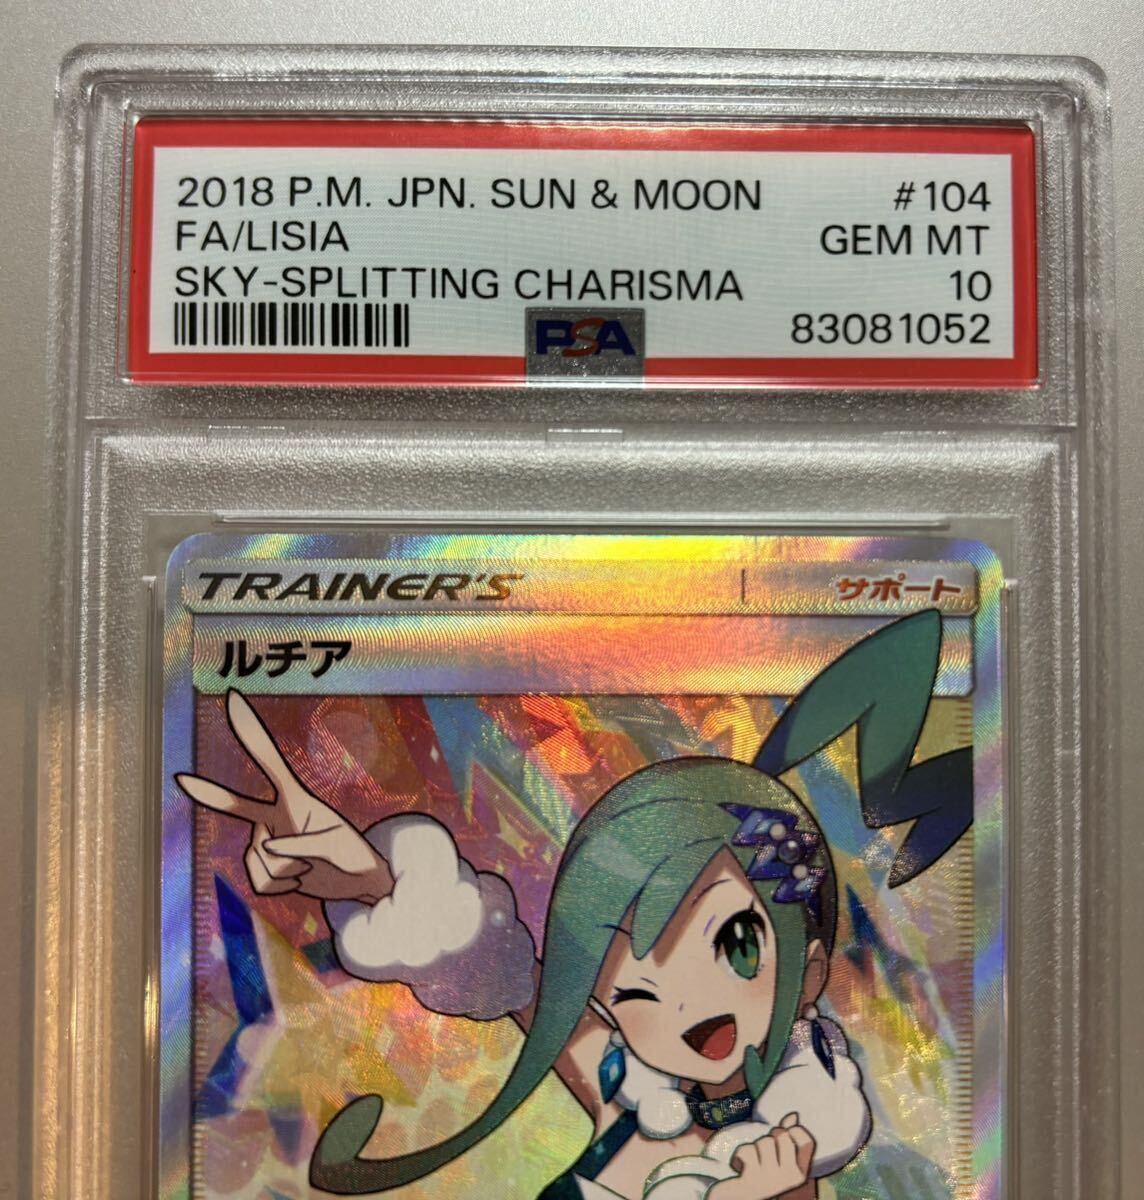 2018 P.M. JPN. SUN & MOON #104
FA/LISIA GEM MT
SKY-SPLITTING CHARISMA 10
PSA 83081052
TRAINER'S サポート
ルチア